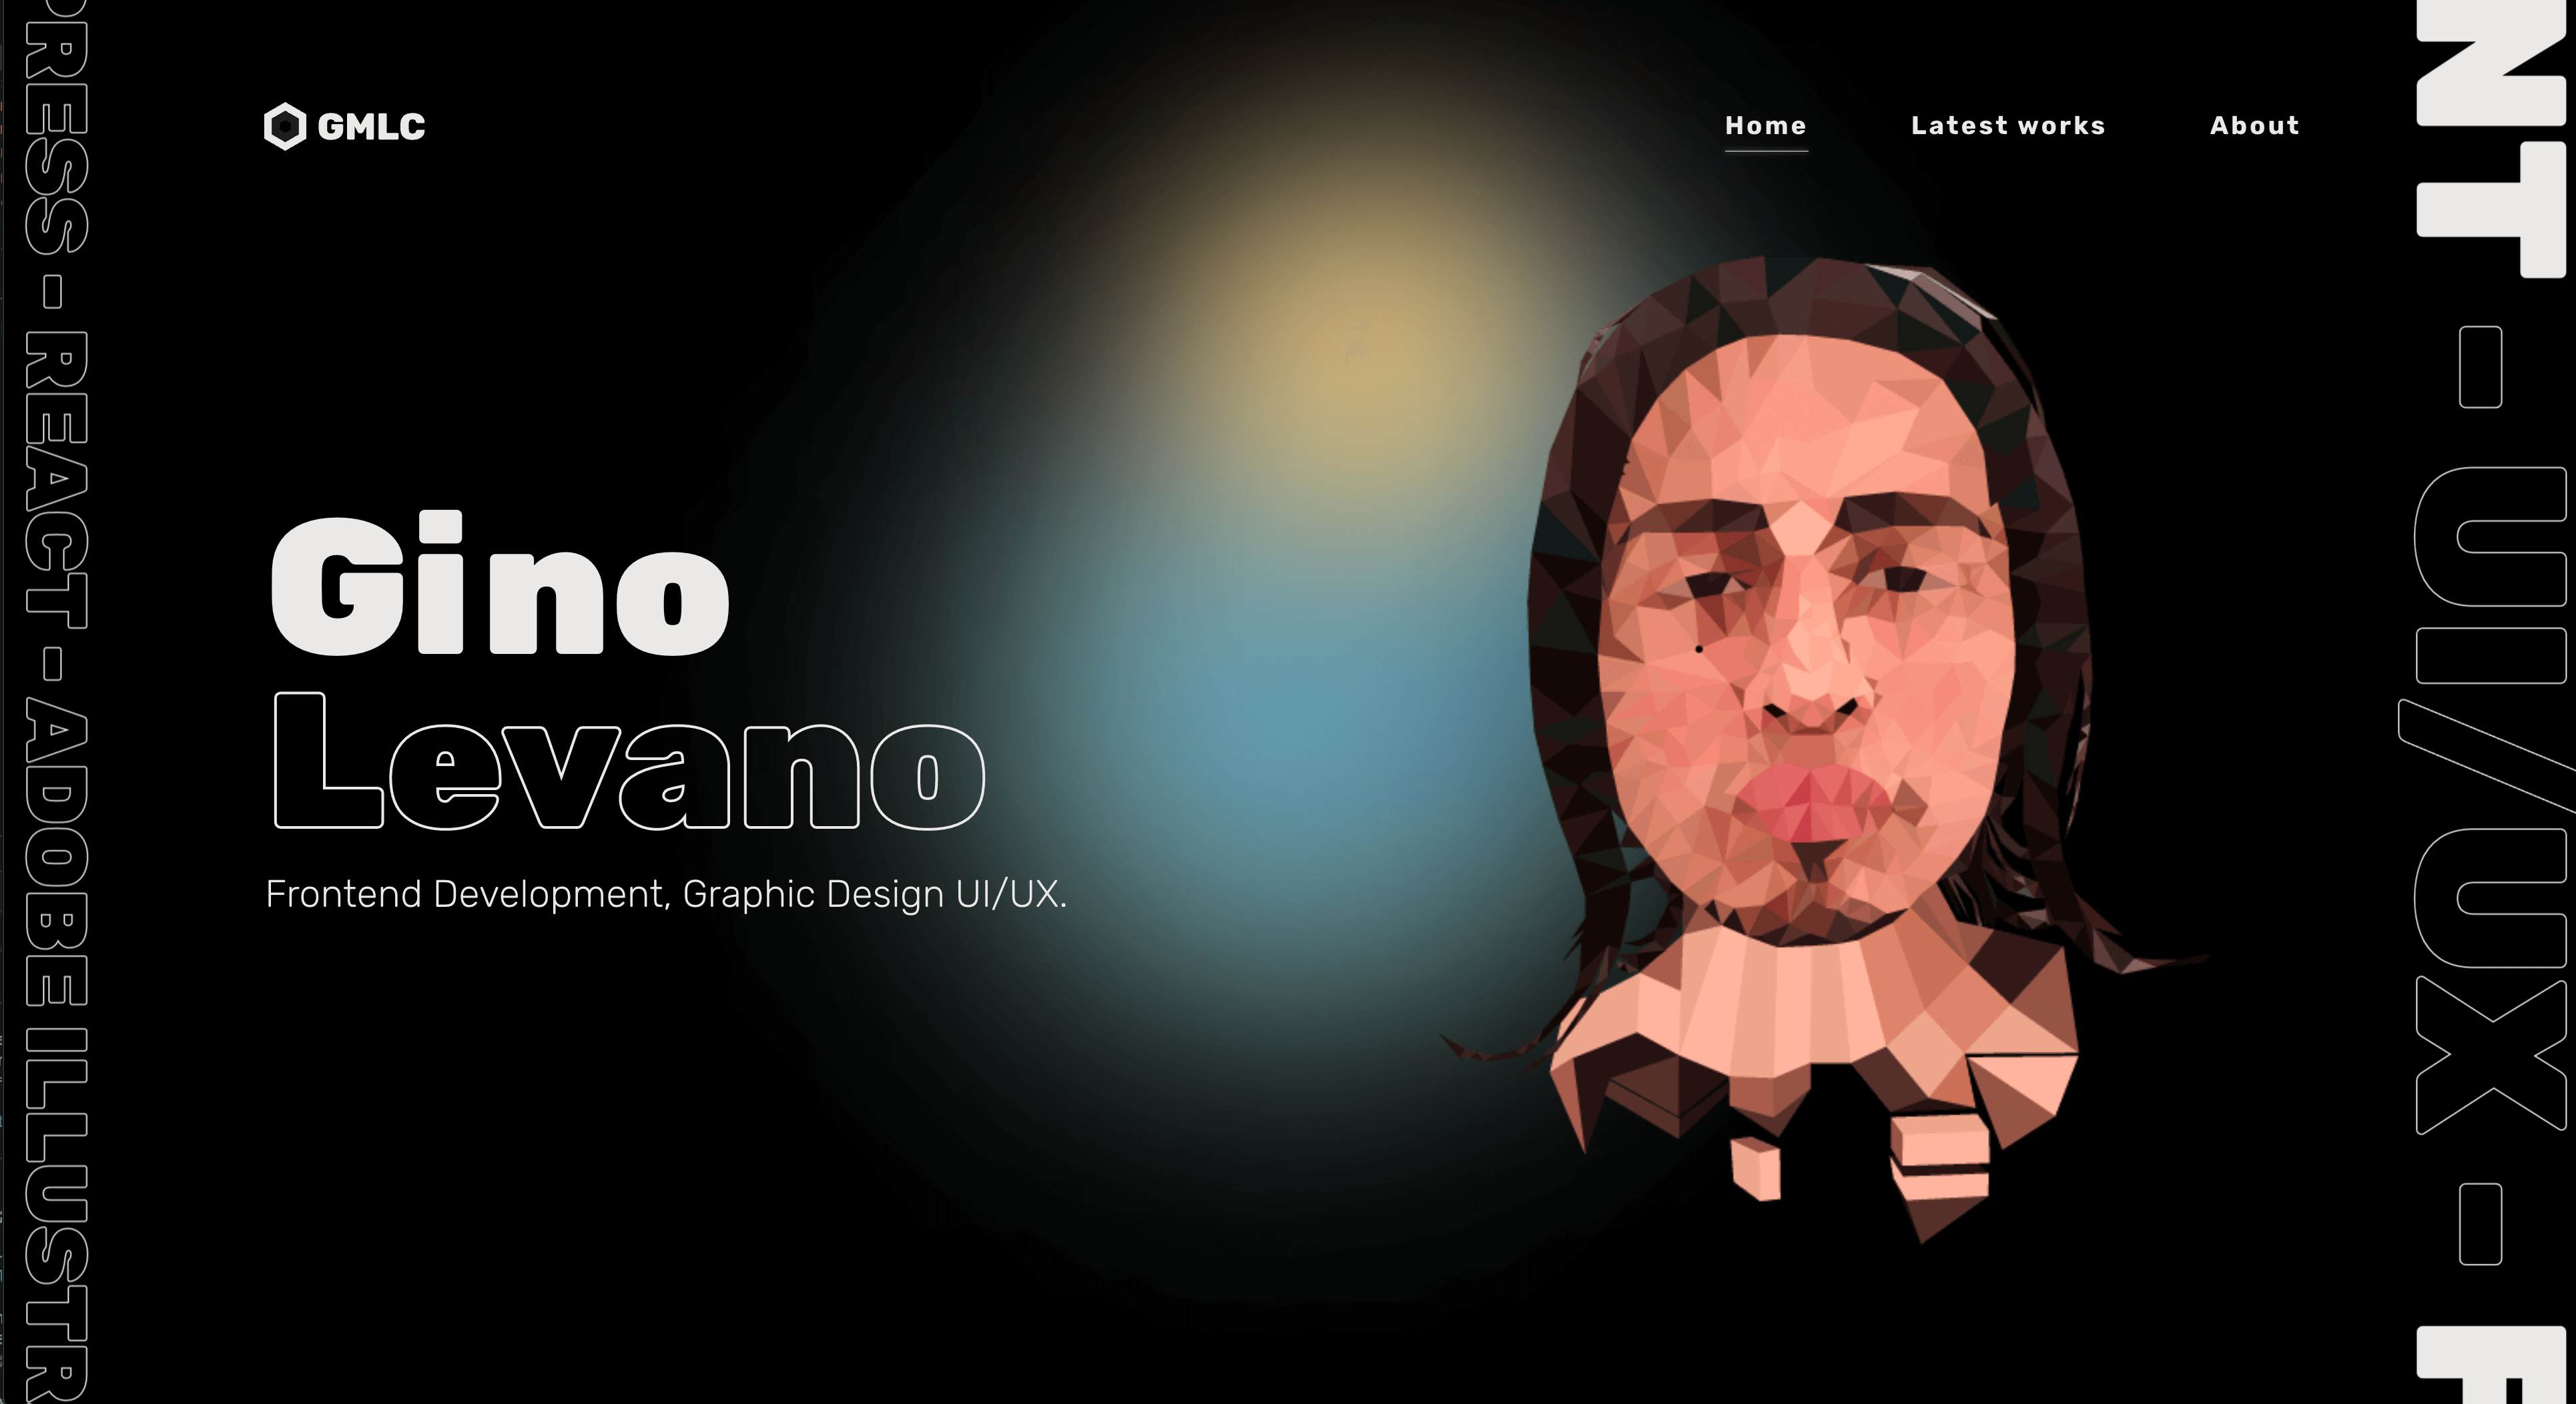 GMLC
Home
Latest works
About
Gino
Levano
Frontend Development, Graphic Design UI/UX.
RESS - REACT - ADOBE ILLUSTR
NT - UI/UX - F